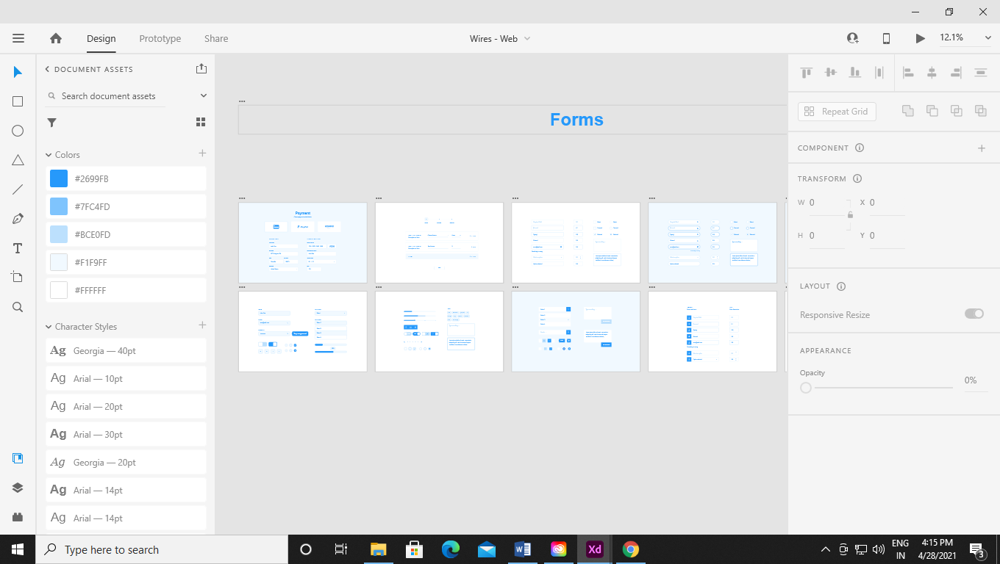 Design
Prototype
Share
Wires - Web
12.1%
DOCUMENT ASSETS
Search document assets
Colors
#2699FB
#7FC4FD
#BCE0FD
#F1F9FF
#FFFFFF
Character Styles
Ag Georgia — 40pt
Ag Arial — 10pt
Ag Arial — 20pt
Ag Arial — 30pt
Ag Georgia — 20pt
Ag Arial — 14pt
Ag Arial — 14pt
Forms
Payment
Repeat Grid
COMPONENT
TRANSFORM
W 0 X 0
H 0 Y 0
LAYOUT
Responsive Resize
APPEARANCE
Opacity
0%
Type here to search
Xd
ENG
IN
4:15 PM
4/28/2021
3